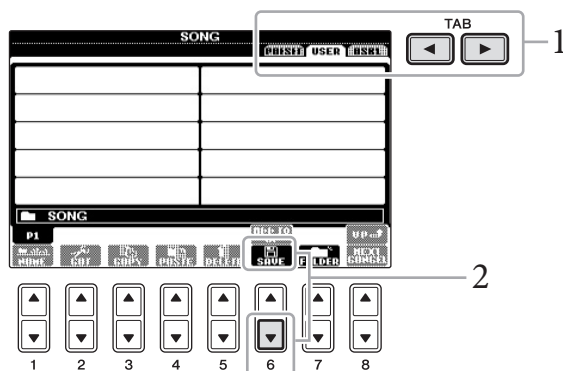 TAB
SONG
PRESET USER USB1
1
SONG
P1
ADD TO
UP
NAME CUT COPY PASTE DELETE SAVE FOLDER NEXT
CANCEL
2
1 2 3 4 5 6 7 8